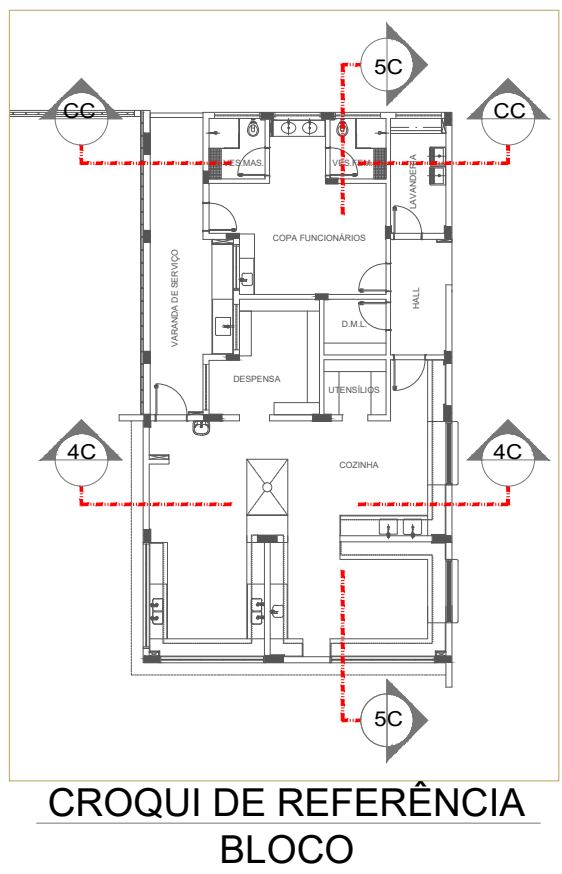 5C
CC
CC
VES.MAS.
VES.FEM.
LAVANDERIA
COPA FUNCIONÁRIOS
VARANDA DE SERVIÇO
HALL
D.M.L.
DESPENSA
UTENSÍLIOS
4C
4C
COZINHA
5C
CROQUI DE REFERÊNCIA
BLOCO